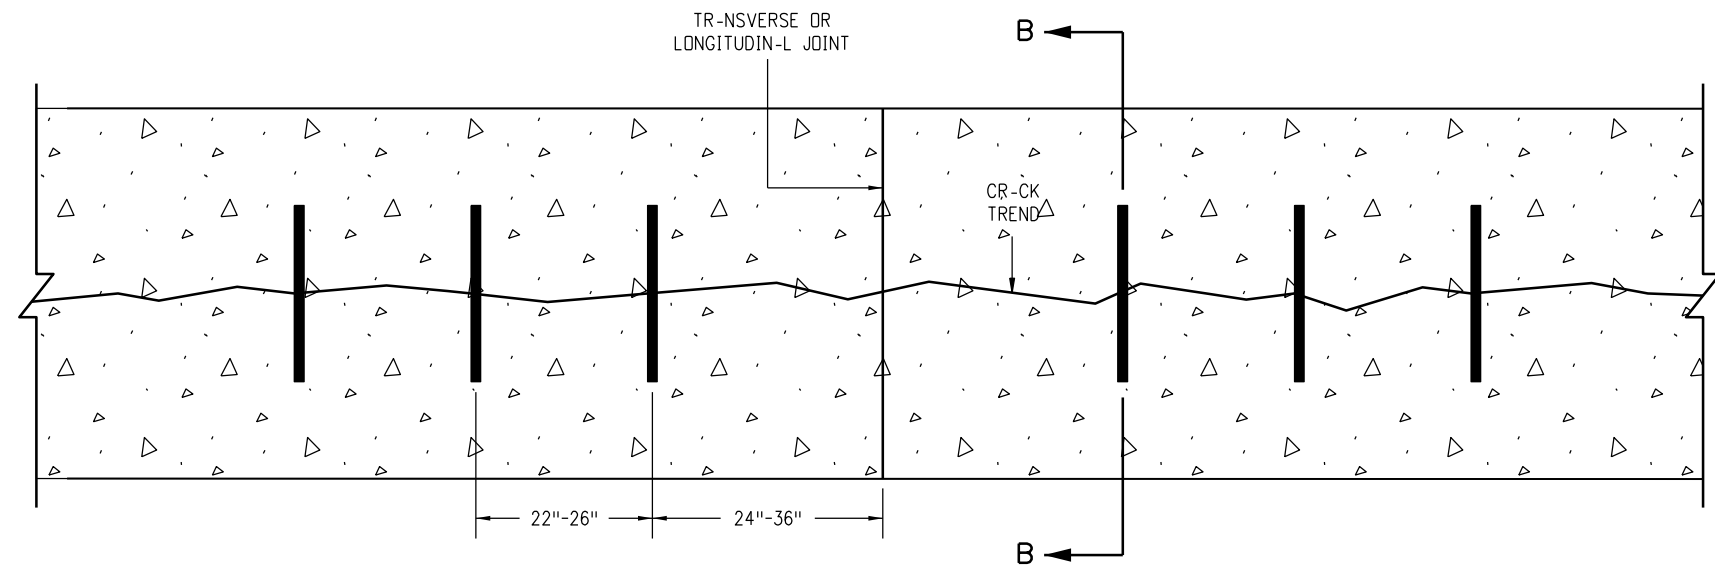 TR-NSVERSE OR
LONGITUDIN-L JOINT
B
CR-CK
TREND
22"-26"
24"-36"
B